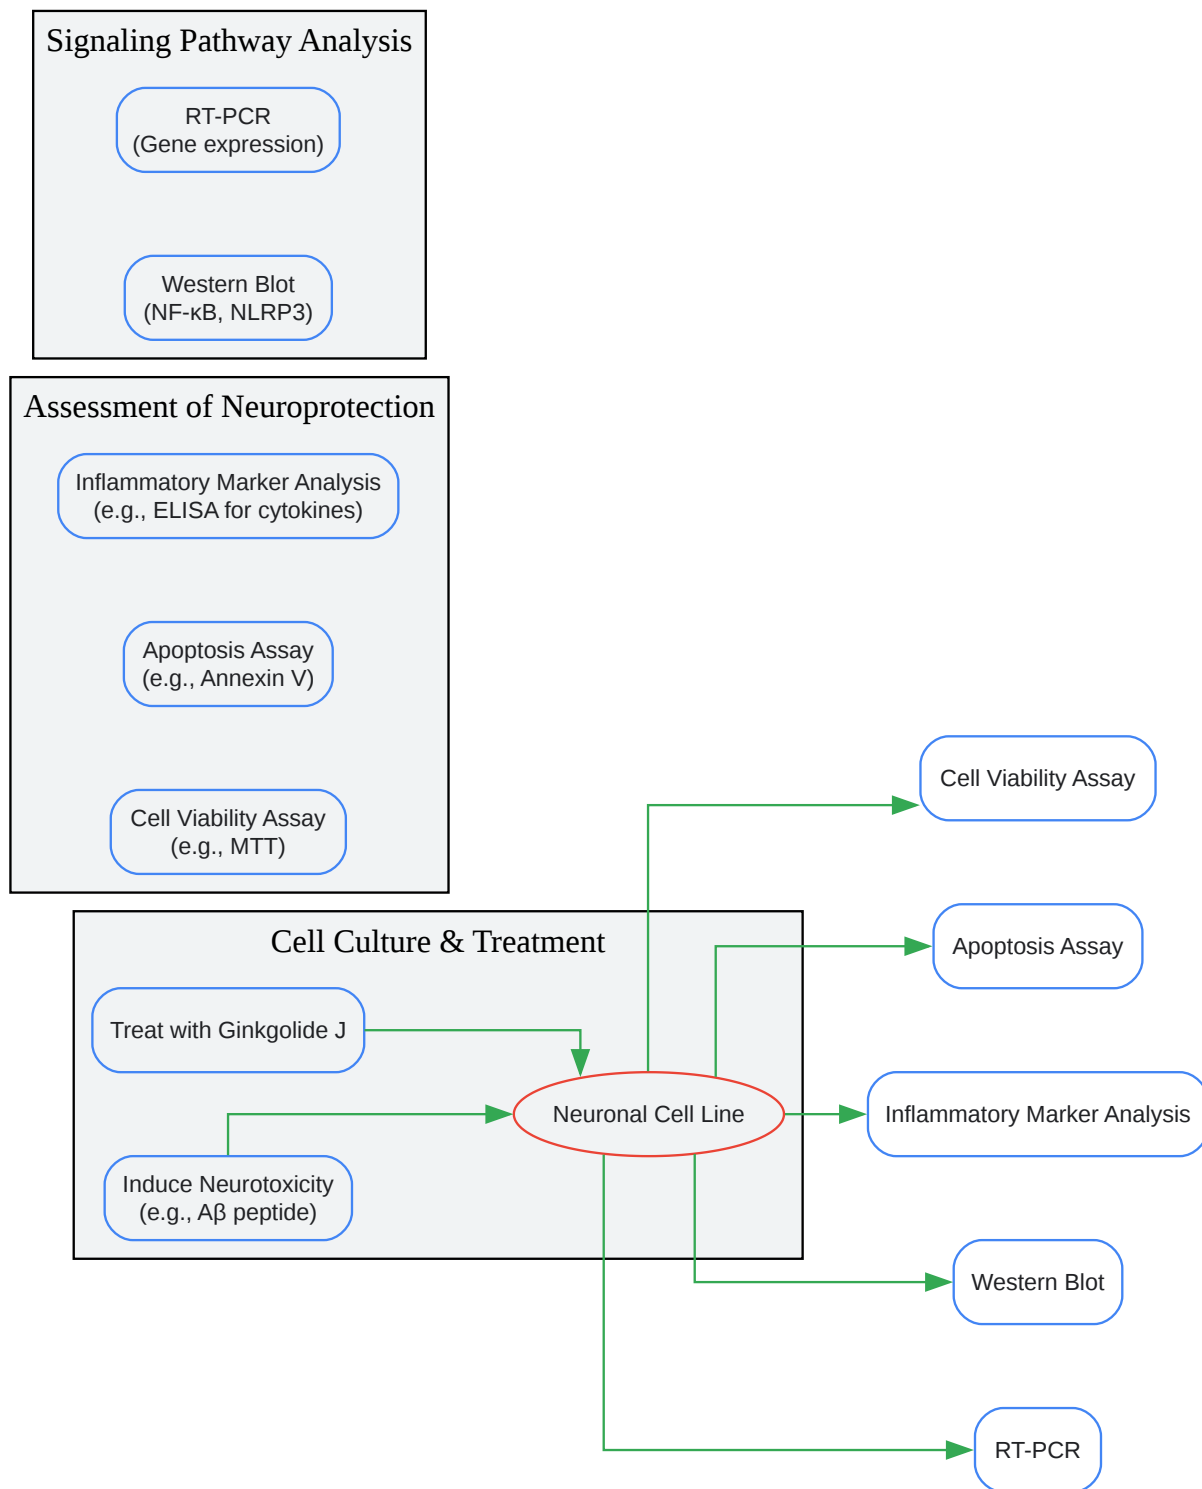 Signaling Pathway Analysis
RT-PCR
(Gene expression)
Western Blot
(NF-κB, NLRP3)
Assessment of Neuroprotection
Inflammatory Marker Analysis
(e.g., ELISA for cytokines)
Apoptosis Assay
(e.g., Annexin V)
Cell Viability Assay
(e.g., MTT)
Cell Culture & Treatment
Treat with Ginkgolide J
Induce Neurotoxicity
(e.g., Aβ peptide)
Neuronal Cell Line
Cell Viability Assay
Apoptosis Assay
Inflammatory Marker Analysis
Western Blot
RT-PCR